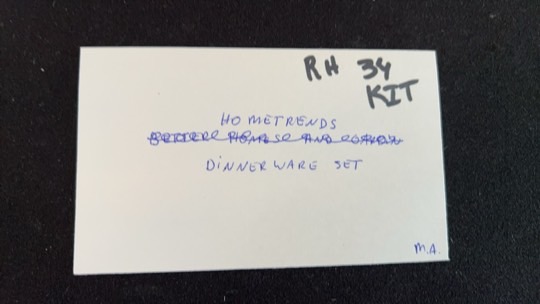 RH 34
KIT
HOMETRENDS
DINNERWARE SET
M.A.